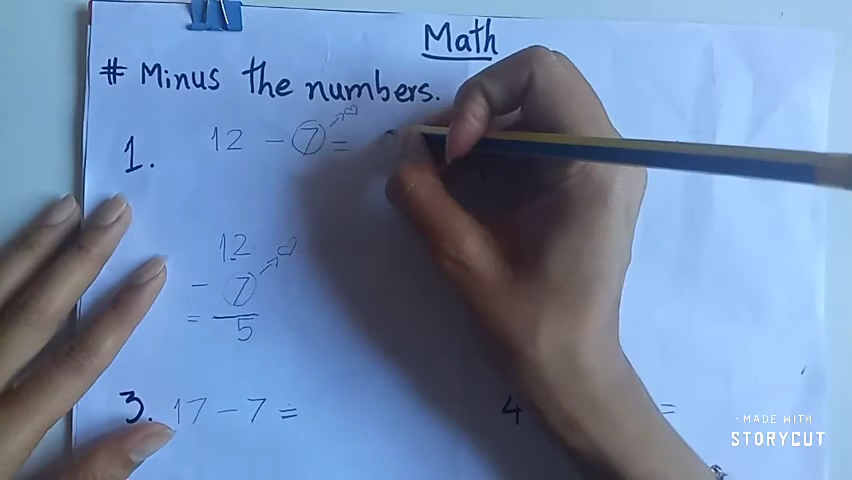 Math
# Minus the numbers.
1. 12 - 7 =
12
- 7
= 5
3. 17 - 7 =
4 =
MADE WITH
STORYCUT